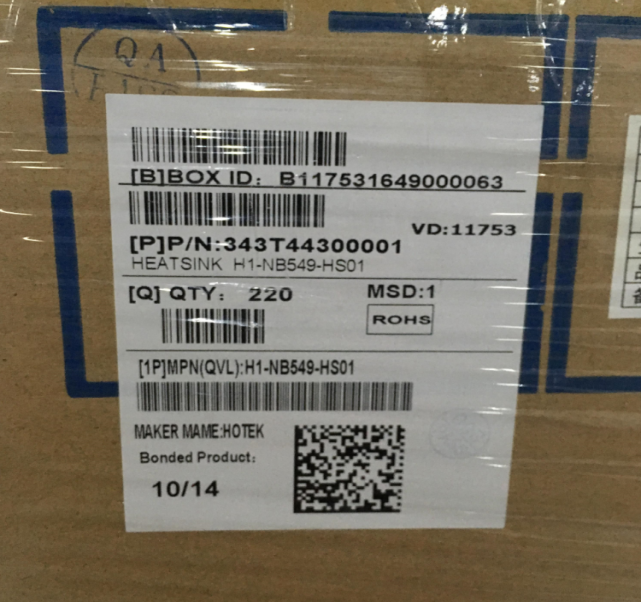 QA
[B]BOX ID: B117531649000063
VD:11753
[P]P/N:343T44300001
HEATSINK H1-NB549-HS01
[Q] QTY: 220
MSD:1
ROHS
[1P]MPN(QVL):H1-NB549-HS01
MAKER MAME:HOTEK
Bonded Product:
10/14